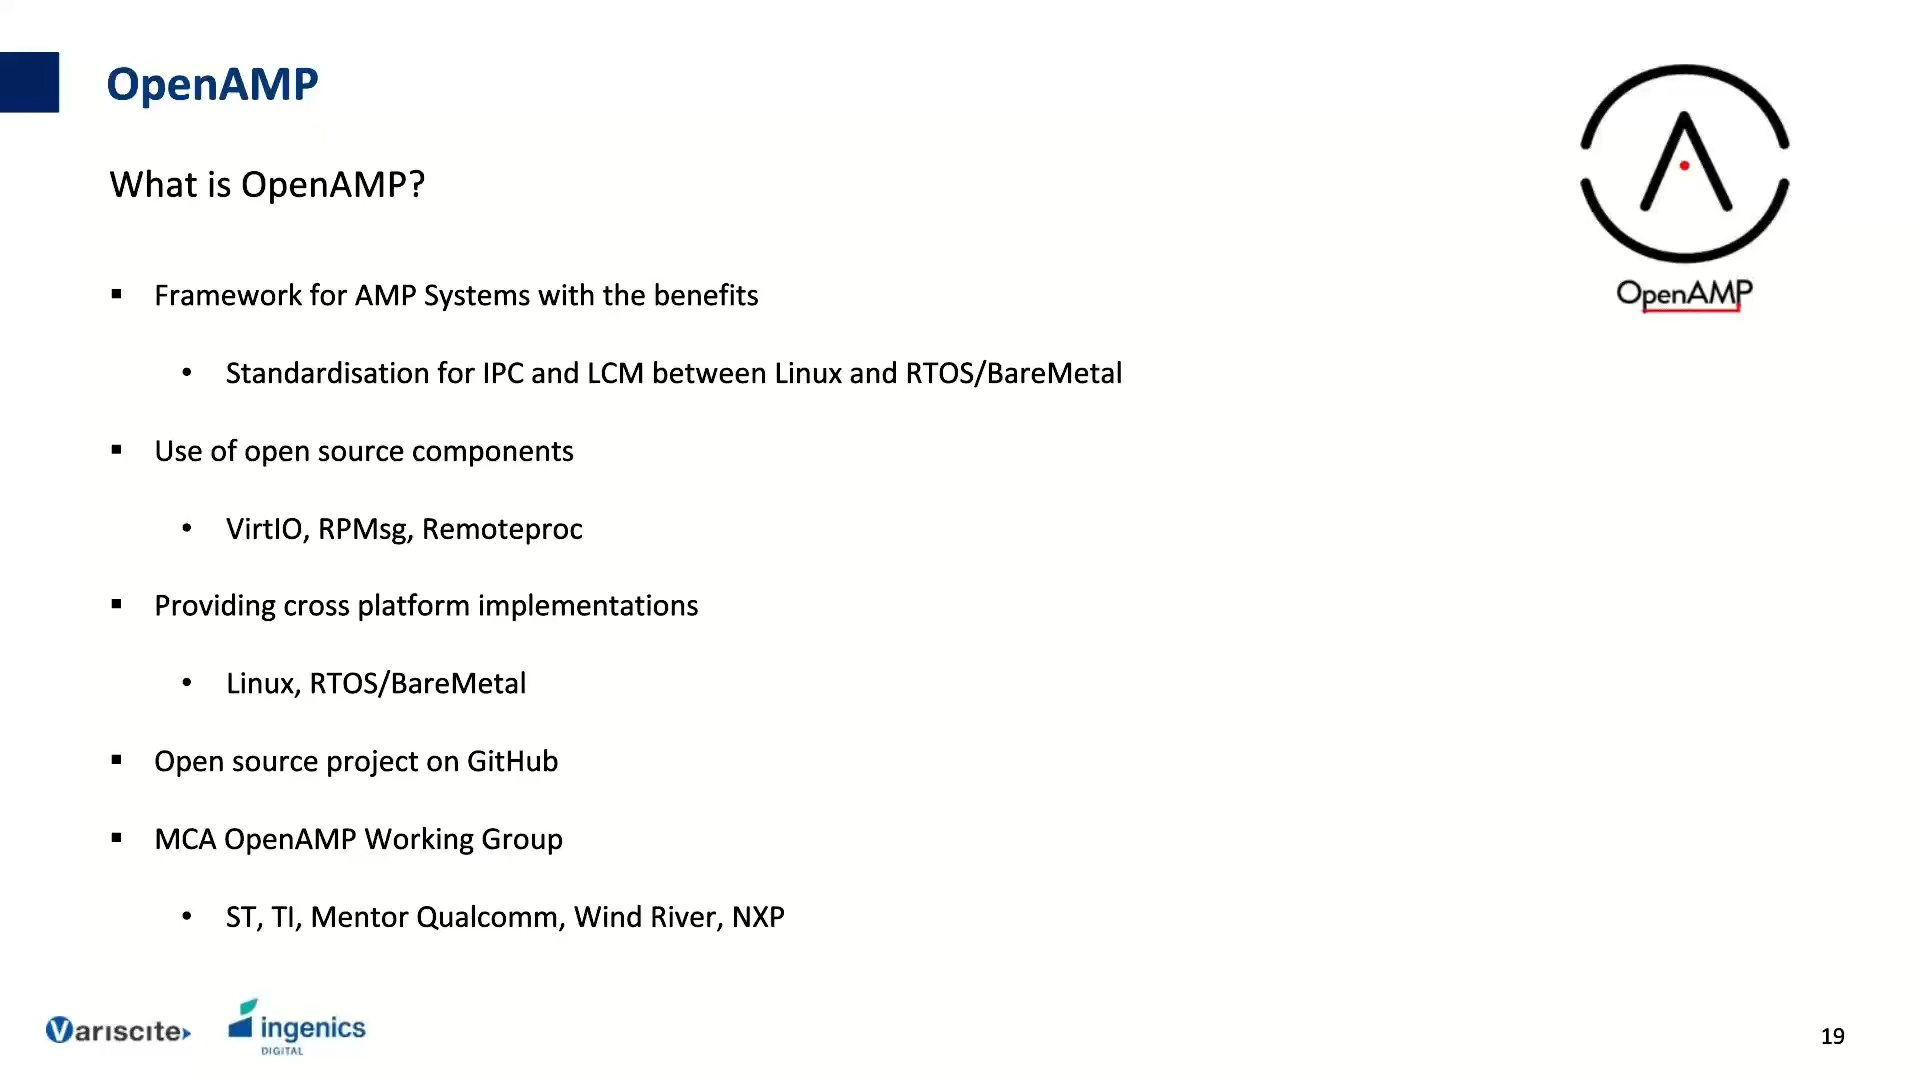 OpenAMP
What is OpenAMP?
OpenAMP
▪ Framework for AMP Systems with the benefits
• Standardisation for IPC and LCM between Linux and RTOS/BareMetal
▪ Use of open source components
• VirtIO, RPMsg, Remoteproc
▪ Providing cross platform implementations
• Linux, RTOS/BareMetal
▪ Open source project on GitHub
▪ MCA OpenAMP Working Group
• ST, TI, Mentor Qualcomm, Wind River, NXP
Variscite
ingenics
DIGITAL
19